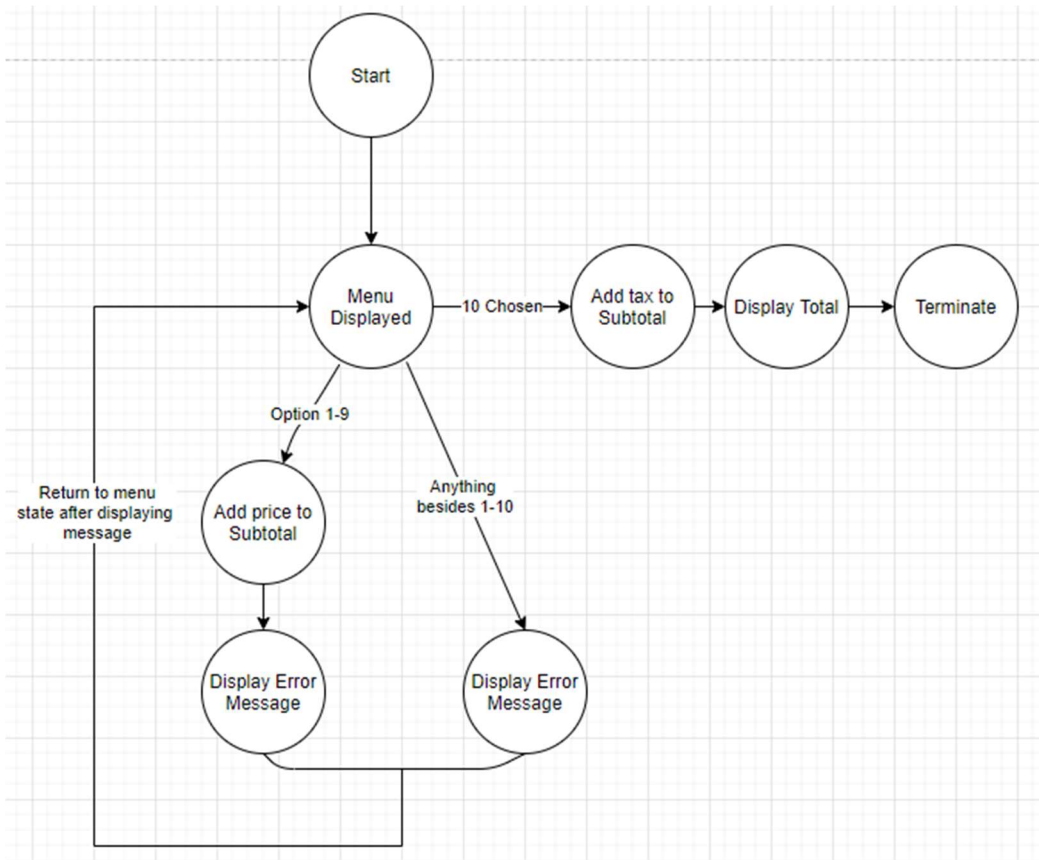 Start
Menu
Displayed
10 Chosen
Add tax to
Subtotal
Display Total
Terminate
Option 1-9
Anything
besides 1-10
Return to menu
state after displaying
message
Add price to
Subtotal
Display Error
Message
Display Error
Message